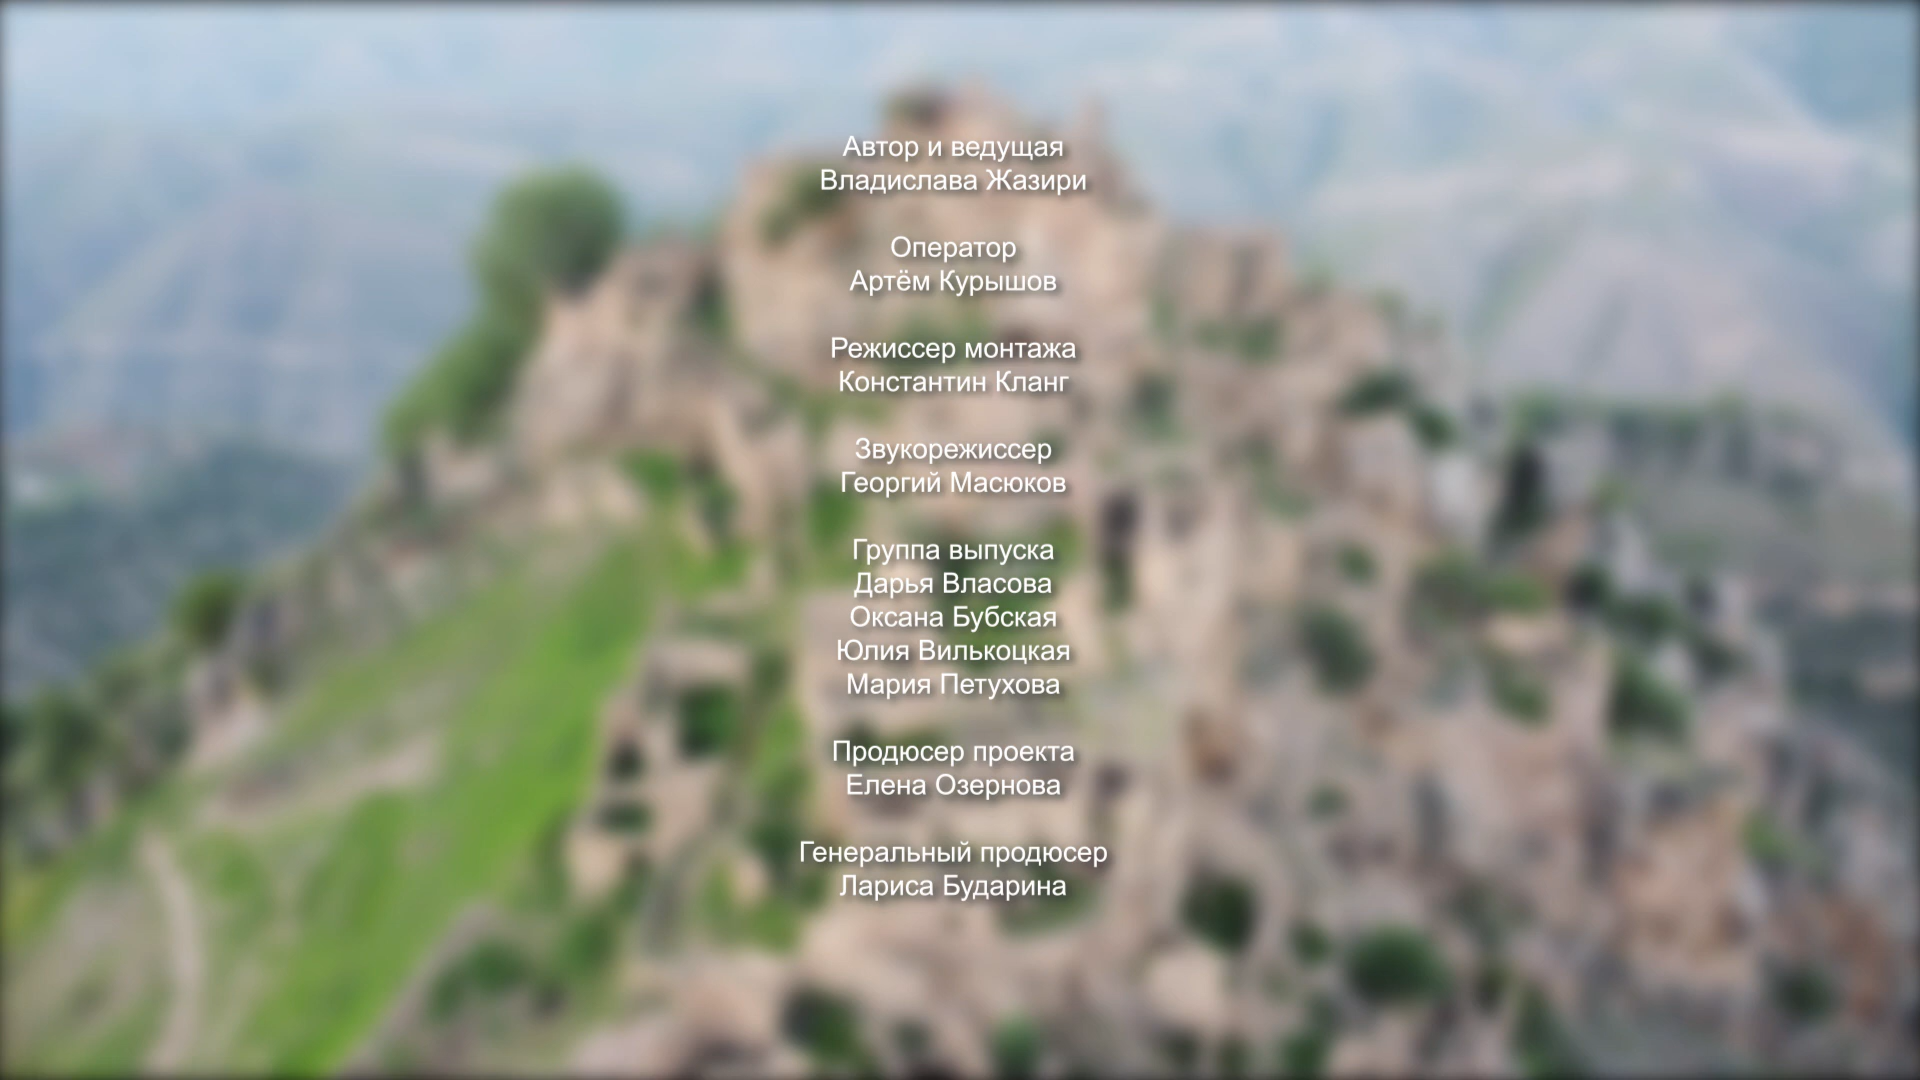 Автор и ведущая
Владислава Жазири
Оператор
Артём Курышов
Режиссер монтажа
Константин Кланг
Звукорежиссер
Георгий Масюков
Группа выпуска
Дарья Власова
Оксана Бубская
Юлия Вилькоцкая
Мария Петухова
Продюсер проекта
Елена Озернова
Генеральный продюсер
Лариса Бударина